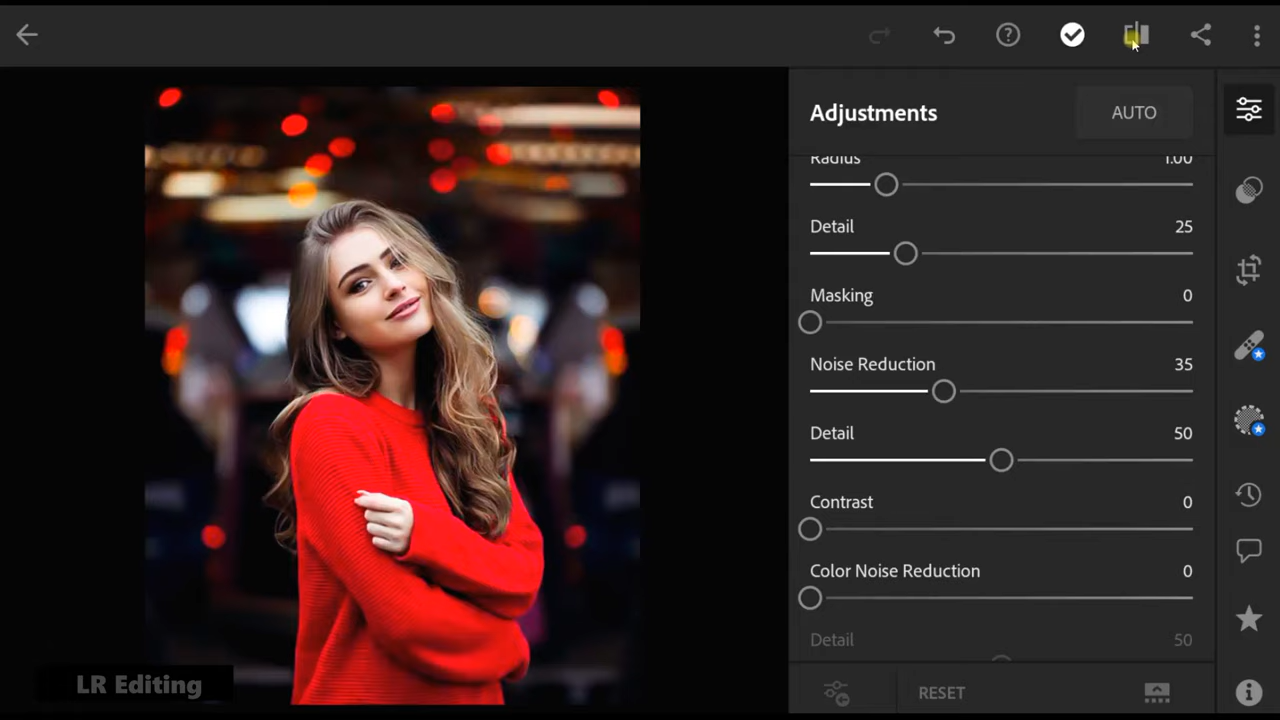 Adjustments AUTO
Radius 1.00
Detail 25
Masking 0
Noise Reduction 35
Detail 50
Contrast 0
Color Noise Reduction 0
Detail 50
RESET
LR Editing